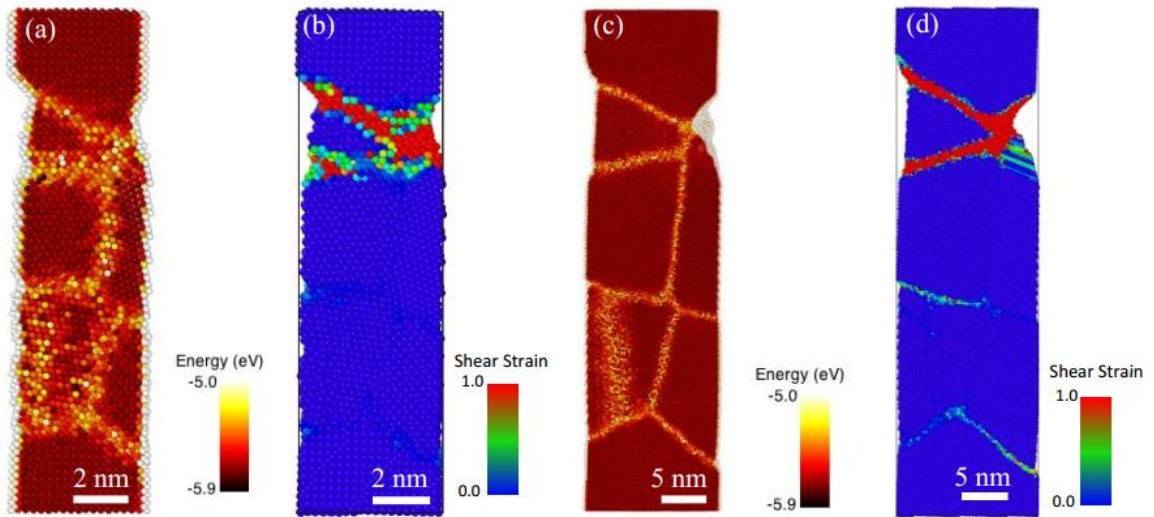 (a)
(b)
(c)
(d)
Energy (eV)
-5.0
-5.9
2 nm
Shear Strain
1.0
0.0
2 nm
Energy (eV)
-5.0
-5.9
5 nm
Shear Strain
1.0
0.0
5 nm